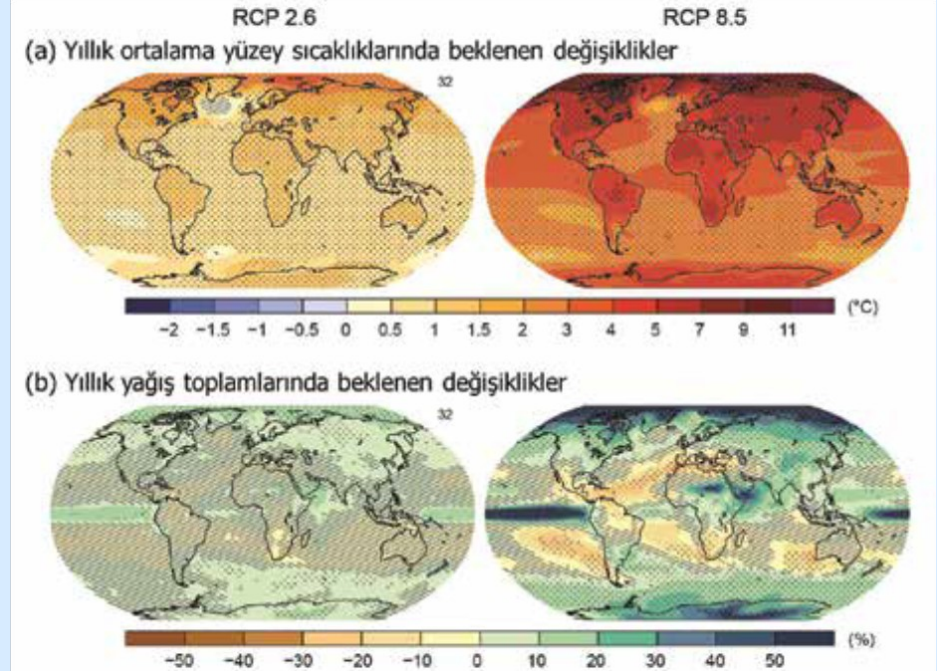 RCP 2.6 RCP 8.5
(a) Yıllık ortalama yüzey sıcaklıklarında beklenen değişiklikler
32
−2 −1.5 −1 −0.5 0 0.5 1 1.5 2 3 4 5 7 9 11 (°C)
(b) Yıllık yağış toplamlarında beklenen değişiklikler
32
−50 −40 −30 −20 −10 0 10 20 30 40 50 (%)